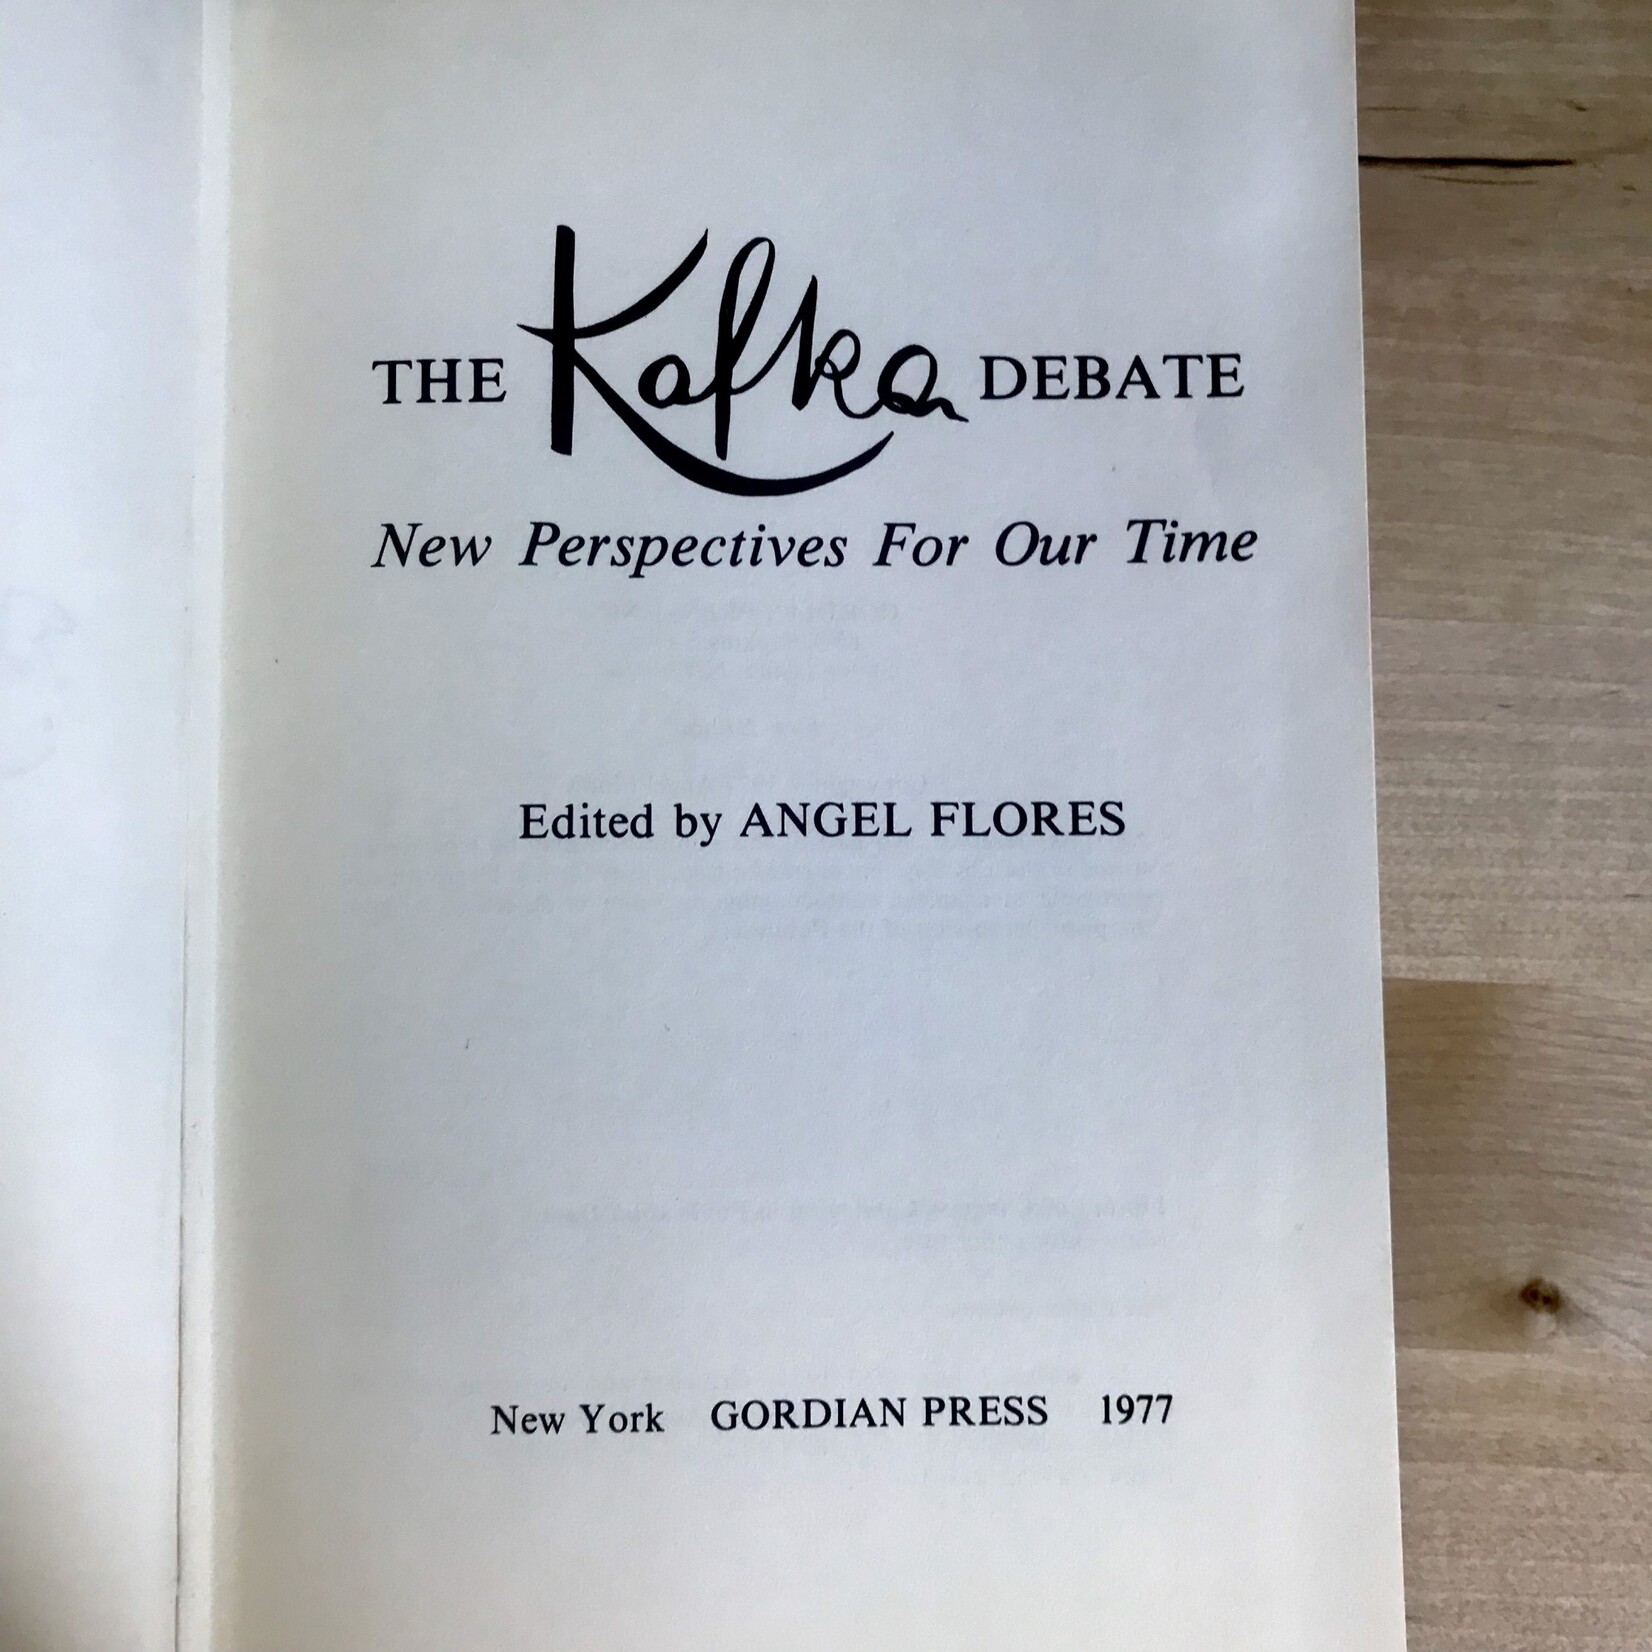 THE Kafka DEBATE
New Perspectives For Our Time
Edited by ANGEL FLORES
New York GORDIAN PRESS 1977